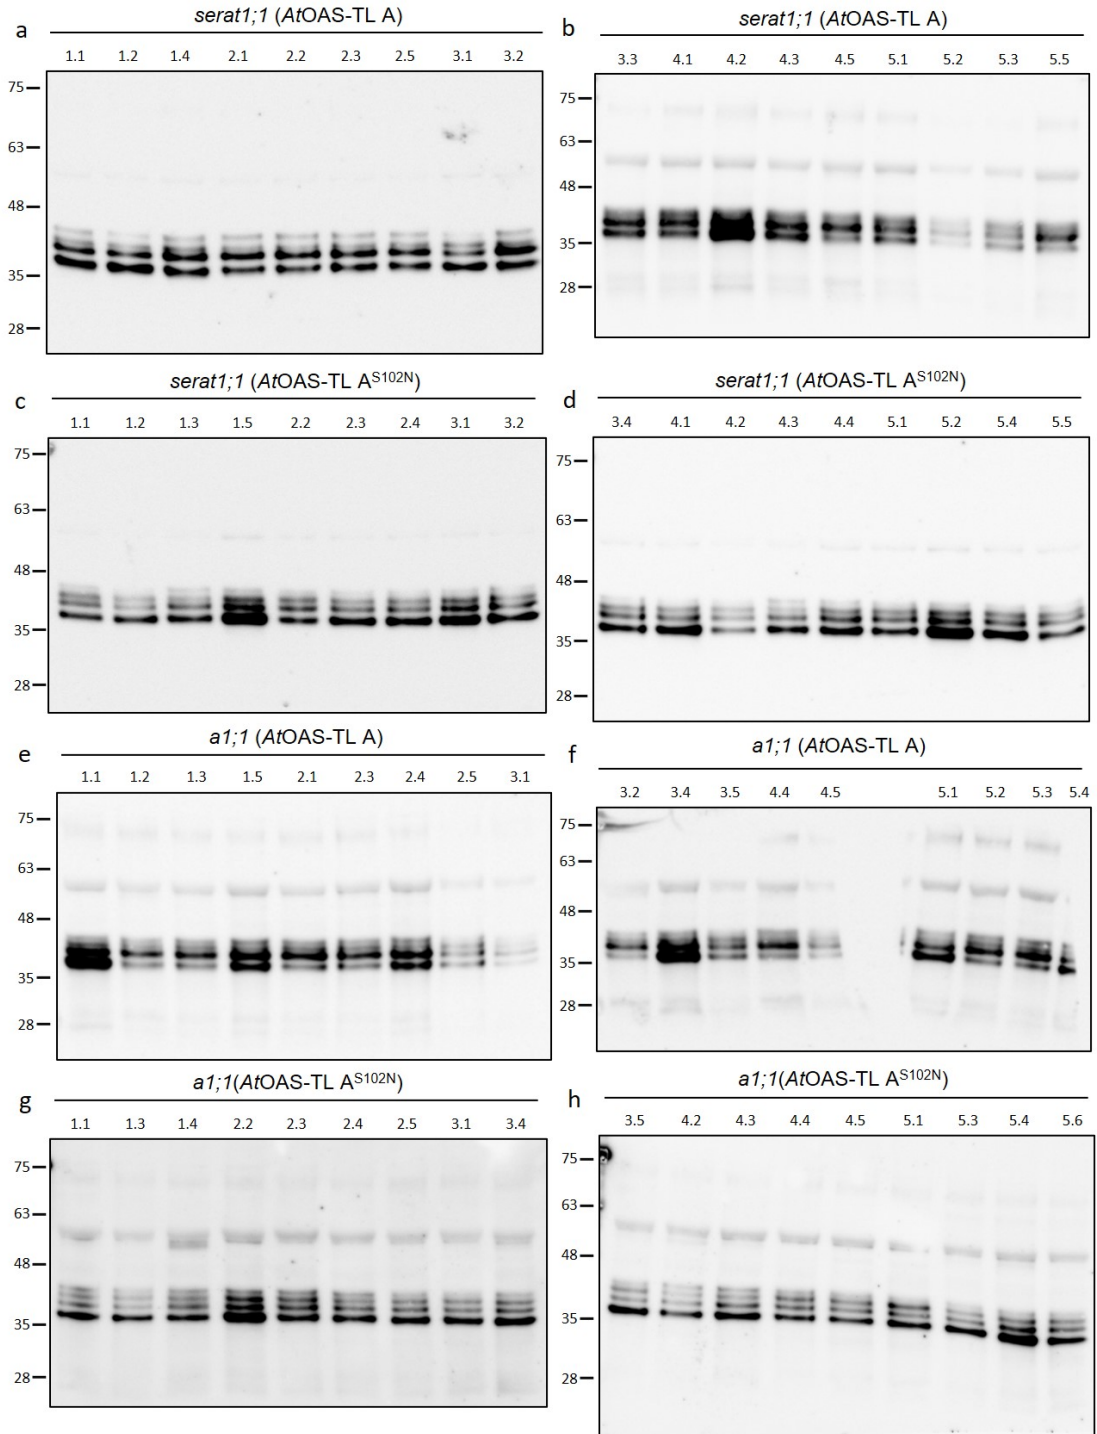 a
serat1;1 (AtOAS-TL A)
1.1 1.2 1.4 2.1 2.2 2.3 2.5 3.1 3.2
75
63
48
35
28
b
serat1;1 (AtOAS-TL A)
3.3 4.1 4.2 4.3 4.5 5.1 5.2 5.3 5.5
75
63
48
35
28
c
serat1;1 (AtOAS-TL A^S102N)
1.1 1.2 1.3 1.5 2.2 2.3 2.4 3.1 3.2
75
63
48
35
28
d
serat1;1 (AtOAS-TL A^S102N)
3.4 4.1 4.2 4.3 4.4 5.1 5.2 5.4 5.5
75
63
48
35
28
e
a1;1 (AtOAS-TL A)
1.1 1.2 1.3 1.5 2.1 2.3 2.4 2.5 3.1
75
63
48
35
28
f
a1;1 (AtOAS-TL A)
3.2 3.4 3.5 4.4 4.5 5.1 5.2 5.3 5.4
75
63
48
35
28
g
a1;1(AtOAS-TL A^S102N)
1.1 1.3 1.4 2.2 2.3 2.4 2.5 3.1 3.4
75
63
48
35
28
h
a1;1(AtOAS-TL A^S102N)
3.5 4.2 4.3 4.4 4.5 5.1 5.3 5.4 5.6
75
63
48
35
28